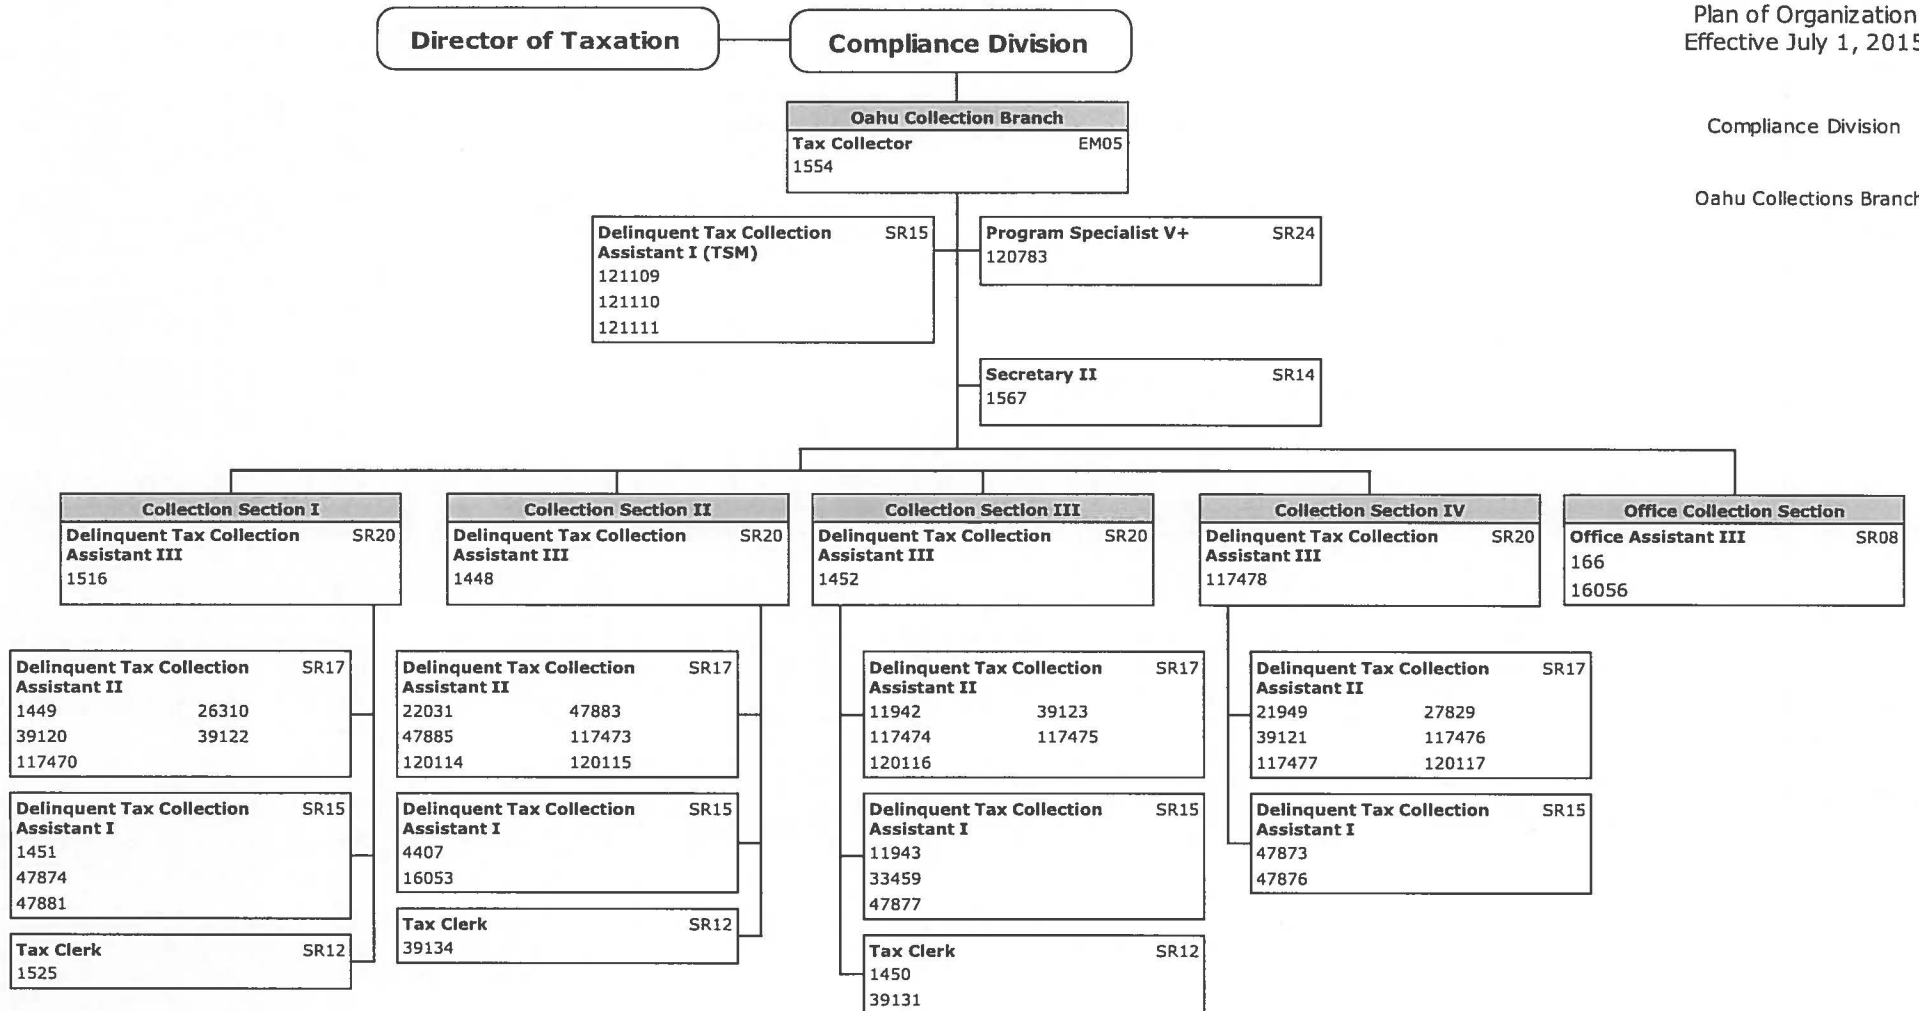 Plan of Organization
Effective July 1, 2015
Compliance Division
Oahu Collections Branch
Director of Taxation
Compliance Division
Oahu Collection Branch
Tax Collector EM05
1554
Delinquent Tax Collection SR15
Assistant I (TSM)
121109
121110
121111
Program Specialist V+ SR24
120783
Secretary II SR14
1567
Collection Section I
Delinquent Tax Collection SR20
Assistant III
1516
Delinquent Tax Collection SR17
Assistant II
1449 26310
39120 39122
117470
Delinquent Tax Collection SR15
Assistant I
1451
47874
47881
Tax Clerk SR12
1525
Collection Section II
Delinquent Tax Collection SR20
Assistant III
1448
Delinquent Tax Collection SR17
Assistant II
22031 47883
47885 117473
120114 120115
Delinquent Tax Collection SR15
Assistant I
4407
16053
Tax Clerk SR12
39134
Collection Section III
Delinquent Tax Collection SR20
Assistant III
1452
Delinquent Tax Collection SR17
Assistant II
11942 39123
117474 117475
120116
Delinquent Tax Collection SR15
Assistant I
11943
33459
47877
Tax Clerk SR12
1450
39131
Collection Section IV
Delinquent Tax Collection SR20
Assistant III
117478
Delinquent Tax Collection SR17
Assistant II
21949 27829
39121 117476
117477 120117
Delinquent Tax Collection SR15
Assistant I
47873
47876
Office Collection Section
Office Assistant III SR08
166
16056